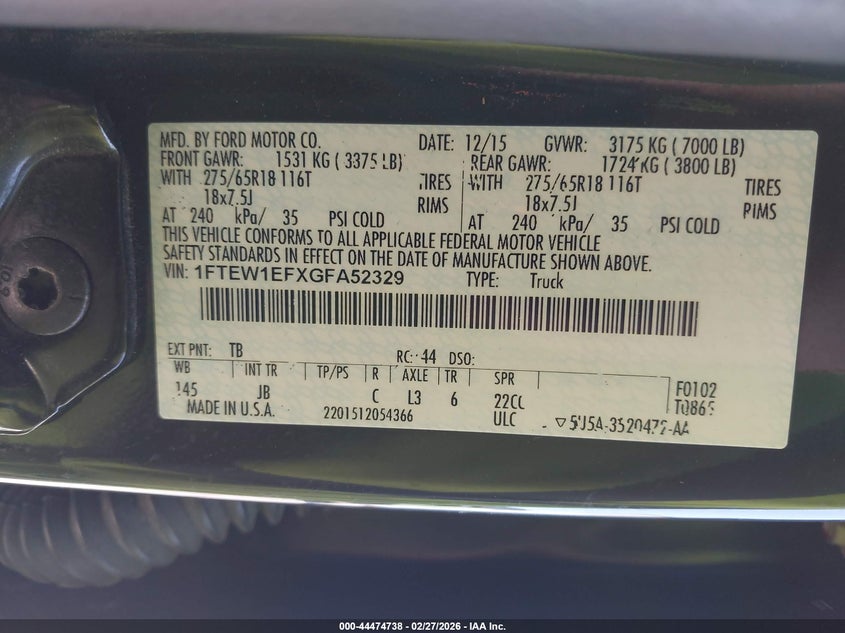 MFD. BY FORD MOTOR CO. DATE: 12/15 GVWR: 3175 KG ( 7000 LB)
FRONT GAWR: 1531 KG ( 3375 LB) REAR GAWR: 1724 KG ( 3800 LB)
WITH 275/65R18 116T TIRES WITH 275/65R18 116T TIRES
18x7.5J RIMS 18x7.5J RIMS
AT 240 kPa/ 35 PSI COLD AT 240 kPa/ 35 PSI COLD
THIS VEHICLE CONFORMS TO ALL APPLICABLE FEDERAL MOTOR VEHICLE
SAFETY STANDARDS IN EFFECT ON THE DATE OF MANUFACTURE SHOWN ABOVE.
VIN: 1FTEW1EFXGFA52329 TYPE: Truck
EXT PNT: TB RC: 44 DSO:
WB INT TR TP/PS R AXLE TR SPR
145 JB C L3 6 22CC
F0102
MADE IN U.S.A. 2201512054366 ULC
000-44474738 - 02/27/2026 - IAA Inc.